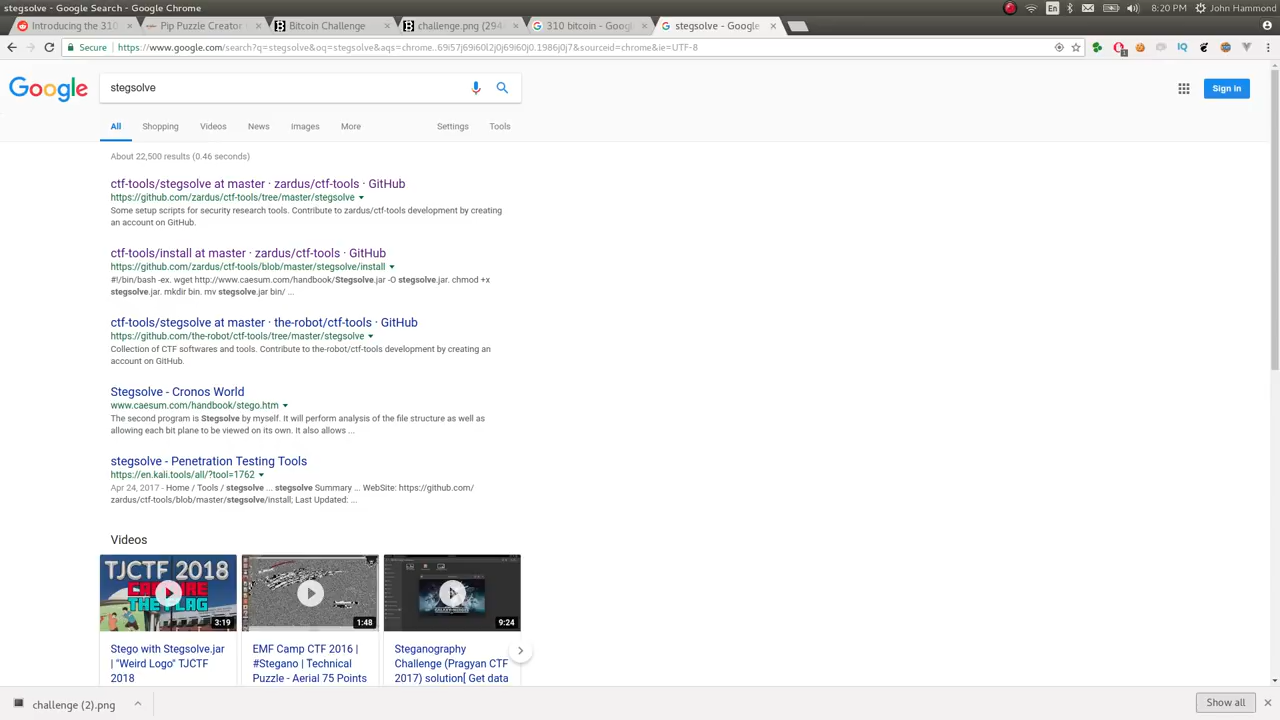 stegsolve - Google Search - Google Chrome
En
8:20 PM
John Hammond
Introducing the 310
Pip Puzzle Creator
Bitcoin Challenge
challenge.png (294
310 bitcoin - Goog
stegsolve - Google
Secure
https://www.google.com/search?q=stegsolve&oq=stegsolve&aqs=chrome..69i57j69i60l2j0j69i60j0.1986j0j7&sourceid=chrome&ie=UTF-8
1
IQ
Google
stegsolve
Sign in
All
Shopping
Videos
News
Images
More
Settings
Tools
About 22,500 results (0.46 seconds)
ctf-tools/stegsolve at master · zardus/ctf-tools · GitHub
https://github.com/zardus/ctf-tools/tree/master/stegsolve
Some setup scripts for security research tools. Contribute to zardus/ctf-tools development by creating
an account on GitHub.
ctf-tools/install at master · zardus/ctf-tools · GitHub
https://github.com/zardus/ctf-tools/blob/master/stegsolve/install
#!/bin/bash -ex. wget http://www.caesum.com/handbook/Stegsolve.jar -O stegsolve.jar. chmod +x
stegsolve.jar. mkdir bin. mv stegsolve.jar bin/ ...
ctf-tools/stegsolve at master · the-robot/ctf-tools · GitHub
https://github.com/the-robot/ctf-tools/tree/master/stegsolve
Collection of CTF softwares and tools. Contribute to the-robot/ctf-tools development by creating an
account on GitHub.
Stegsolve - Cronos World
www.caesum.com/handbook/stego.htm
The second program is Stegsolve by myself. It will perform analysis of the file structure as well as
allowing each bit plane to be viewed on its own. It also allows ...
stegsolve - Penetration Testing Tools
https://en.kali.tools/all/?tool=1762
Apr 24, 2017 - Home / Tools / stegsolve ... stegsolve Summary ... WebSite: https://github.com/
zardus/ctf-tools/blob/master/stegsolve/install; Last Updated: ...
Videos
TJCTF 2018
CAPTURE
THE FLAG
3:19
1:48
9:24
Stego with Stegsolve.jar
| "Weird Logo" TJCTF
2018
EMF Camp CTF 2016 |
#Stegano | Technical
Puzzle - Aerial 75 Points
Steganography
Challenge (Pragyan CTF
2017) solution[ Get data
challenge (2).png
Show all